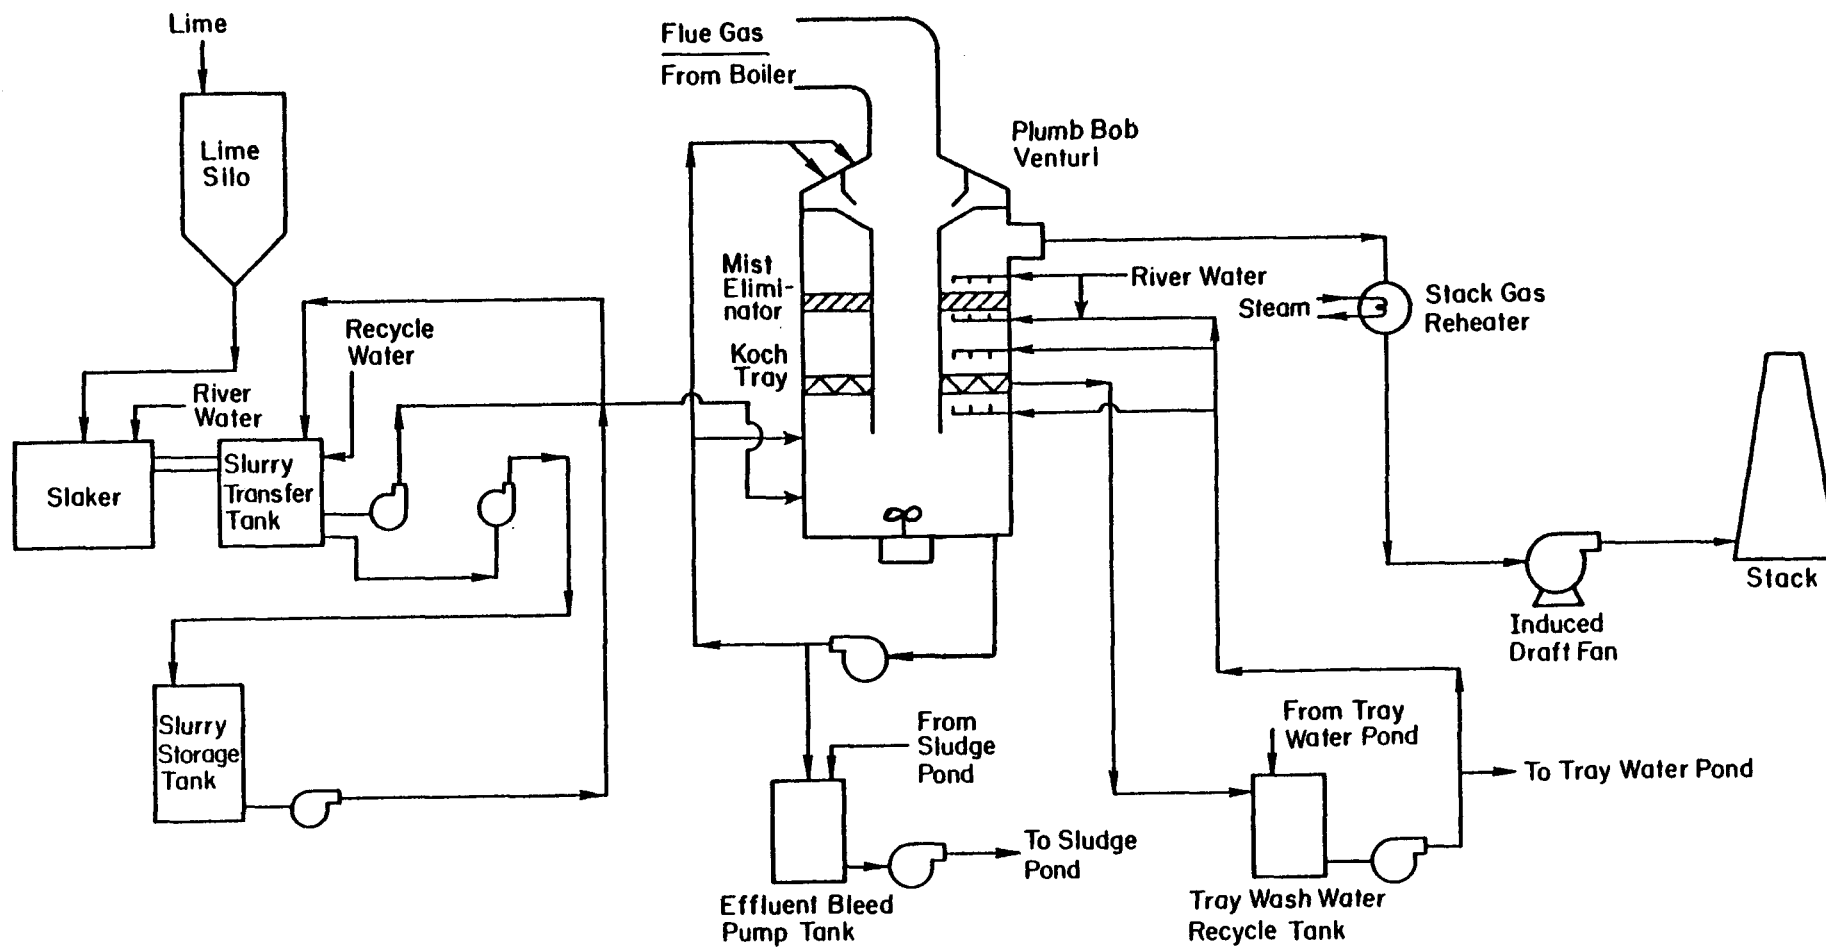 Lime
Lime
Silo
Flue Gas
From Boiler
Plumb Bob
Venturi
Mist
Elimi-
nator
Koch
Tray
River Water
Steam
Stack Gas
Reheater
Recycle
Water
River
Water
Slaker
Slurry
Transfer
Tank
Stack
Induced
Draft Fan
Slurry
Storage
Tank
From
Sludge
Pond
From Tray
Water Pond
To Tray Water Pond
To Sludge
Pond
Effluent Bleed
Pump Tank
Tray Wash Water
Recycle Tank